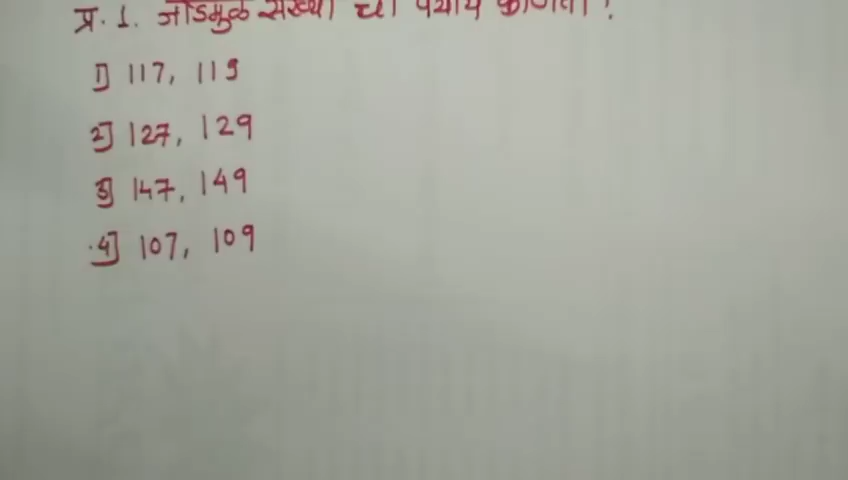 प्र. 1. जोडमुळ संख्या चा पर्याय कोणता ?
1] 117, 119
2] 127, 129
3] 147, 149
4] 107, 109